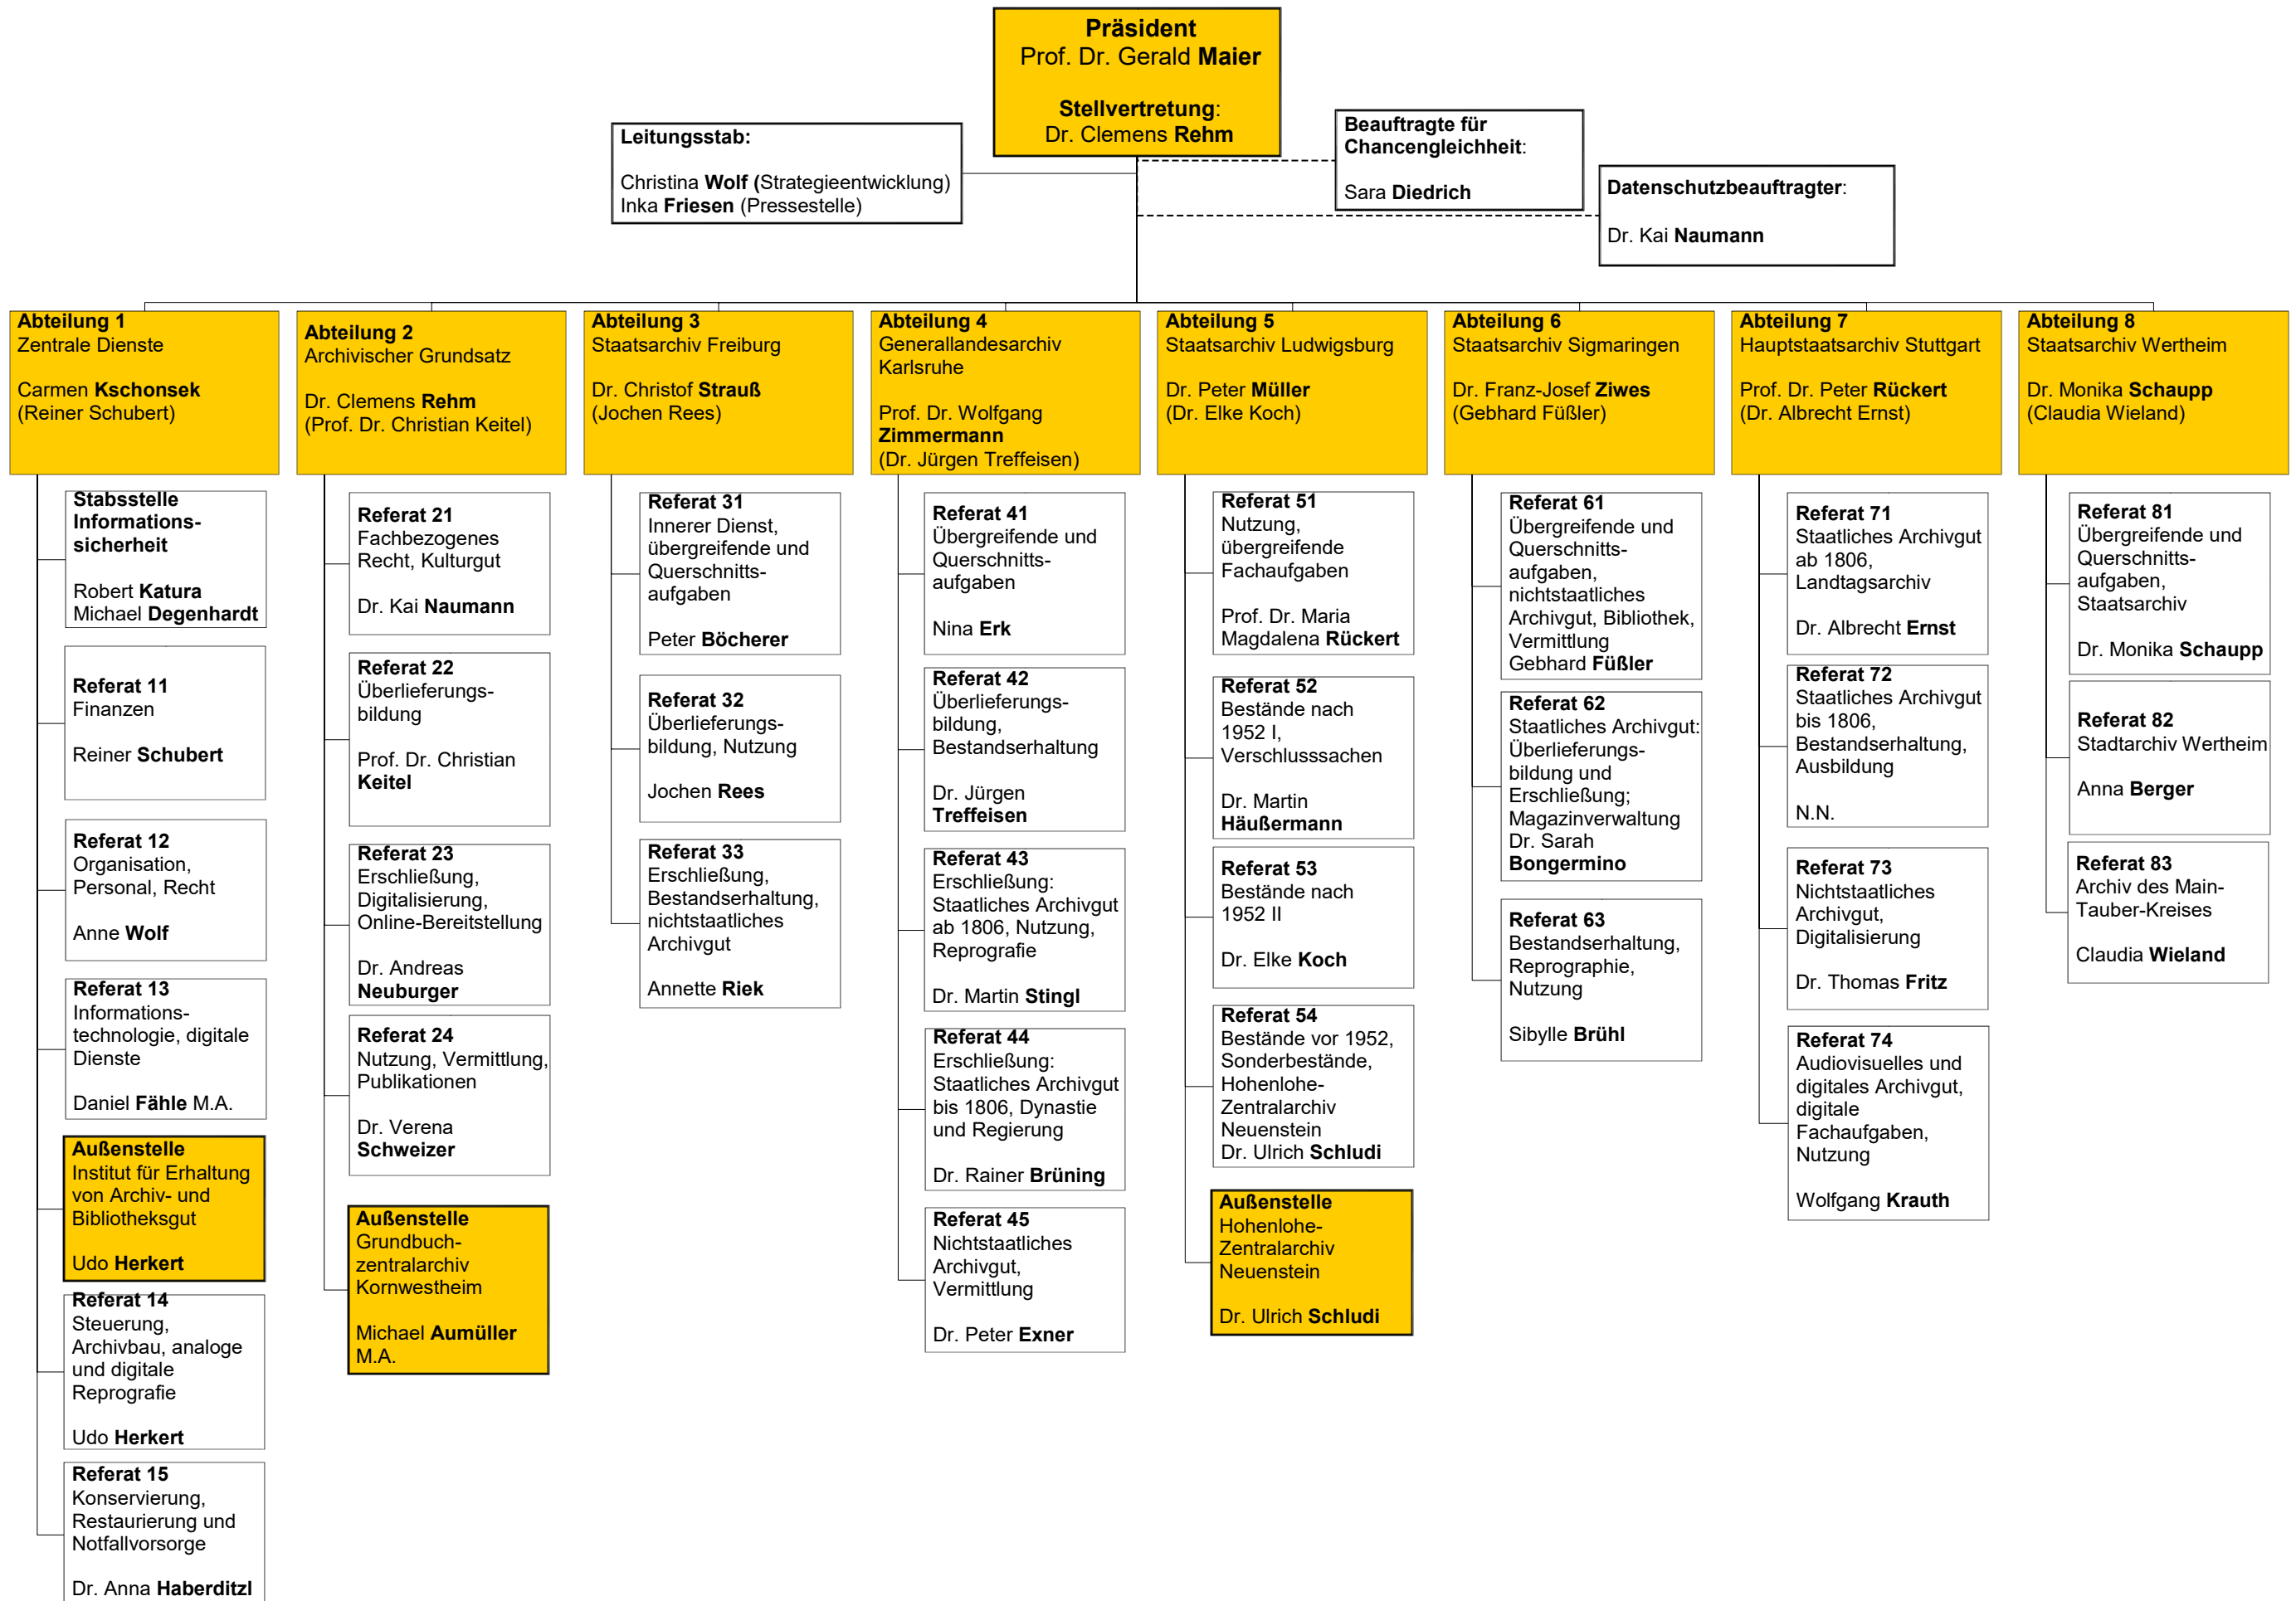 Präsident
Prof. Dr. Gerald Maier
Stellvertretung:
Dr. Clemens Rehm
Leitungsstab:
Christina Wolf (Strategieentwicklung)
Inka Friesen (Pressestelle)
Beauftragte für
Chancengleichheit:
Sara Diedrich
Datenschutzbeauftragter:
Dr. Kai Naumann
Abteilung 1
Zentrale Dienste
Carmen Kschonsek
(Reiner Schubert)
Stabsstelle
Informations-
sicherheit
Robert Katura
Michael Degenhardt
Referat 11
Finanzen
Reiner Schubert
Referat 12
Organisation,
Personal, Recht
Anne Wolf
Referat 13
Informations-
technologie, digitale
Dienste
Daniel Fähle M.A.
Außenstelle
Institut für Erhaltung
von Archiv- und
Bibliotheksgut
Udo Herkert
Referat 14
Steuerung,
Archivbau, analoge
und digitale
Reprografie
Udo Herkert
Referat 15
Konservierung,
Restaurierung und
Notfallvorsorge
Dr. Anna Haberditzl
Abteilung 2
Archivischer Grundsatz
Dr. Clemens Rehm
(Prof. Dr. Christian Keitel)
Referat 21
Fachbezogenes
Recht, Kulturgut
Dr. Kai Naumann
Referat 22
Überlieferungs-
bildung
Prof. Dr. Christian
Keitel
Referat 23
Erschließung,
Digitalisierung,
Online-Bereitstellung
Dr. Andreas
Neuburger
Referat 24
Nutzung, Vermittlung,
Publikationen
Dr. Verena
Schweizer
Außenstelle
Grundbuch-
zentralarchiv
Kornwestheim
Michael Aumüller
M.A.
Abteilung 3
Staatsarchiv Freiburg
Dr. Christof Strauß
(Jochen Rees)
Referat 31
Innerer Dienst,
übergreifende und
Querschnitts-
aufgaben
Peter Böcherer
Referat 32
Überlieferungs-
bildung, Nutzung
Jochen Rees
Referat 33
Erschließung,
Bestandserhaltung,
nichtstaatliches
Archivgut
Annette Riek
Abteilung 4
Generallandesarchiv
Karlsruhe
Prof. Dr. Wolfgang
Zimmermann
(Dr. Jürgen Treffeisen)
Referat 41
Übergreifende und
Querschnitts-
aufgaben
Nina Erk
Referat 42
Überlieferungs-
bildung,
Bestandserhaltung
Dr. Jürgen
Treffeisen
Referat 43
Erschließung:
Staatliches Archivgut
ab 1806, Nutzung,
Reprografie
Dr. Martin Stingl
Referat 44
Erschließung:
Staatliches Archivgut
bis 1806, Dynastie
und Regierung
Dr. Rainer Brüning
Referat 45
Nichtstaatliches
Archivgut,
Vermittlung
Dr. Peter Exner
Abteilung 5
Staatsarchiv Ludwigsburg
Dr. Peter Müller
(Dr. Elke Koch)
Referat 51
Nutzung,
übergreifende
Fachaufgaben
Prof. Dr. Maria
Magdalena Rückert
Referat 52
Bestände nach
1952 I,
Verschlusssachen
Dr. Martin
Häußermann
Referat 53
Bestände nach
1952 II
Dr. Elke Koch
Referat 54
Bestände vor 1952,
Sonderbestände,
Hohenlohe-
Zentralarchiv
Neuenstein
Dr. Ulrich Schludi
Außenstelle
Hohenlohe-
Zentralarchiv
Neuenstein
Dr. Ulrich Schludi
Abteilung 6
Staatsarchiv Sigmaringen
Dr. Franz-Josef Ziwes
(Gebhard Füßler)
Referat 61
Übergreifende und
Querschnitts-
aufgaben,
nichtstaatliches
Archivgut, Bibliothek,
Vermittlung
Gebhard Füßler
Referat 62
Staatliches Archivgut:
Überlieferungs-
bildung und
Erschließung;
Magazinverwaltung
Dr. Sarah
Bongermino
Referat 63
Bestandserhaltung,
Reprographie,
Nutzung
Sibylle Brühl
Abteilung 7
Hauptstaatsarchiv Stuttgart
Prof. Dr. Peter Rückert
(Dr. Albrecht Ernst)
Referat 71
Staatliches Archivgut
ab 1806,
Landtagsarchiv
Dr. Albrecht Ernst
Referat 72
Staatliches Archivgut
bis 1806,
Bestandserhaltung,
Ausbildung
N.N.
Referat 73
Nichtstaatliches
Archivgut,
Digitalisierung
Dr. Thomas Fritz
Referat 74
Audiovisuelles und
digitales Archivgut,
digitale
Fachaufgaben,
Nutzung
Wolfgang Krauth
Abteilung 8
Staatsarchiv Wertheim
Dr. Monika Schaupp
(Claudia Wieland)
Referat 81
Übergreifende und
Querschnitts-
aufgaben,
Staatsarchiv
Dr. Monika Schaupp
Referat 82
Stadtarchiv Wertheim
Anna Berger
Referat 83
Archiv des Main-
Tauber-Kreises
Claudia Wieland